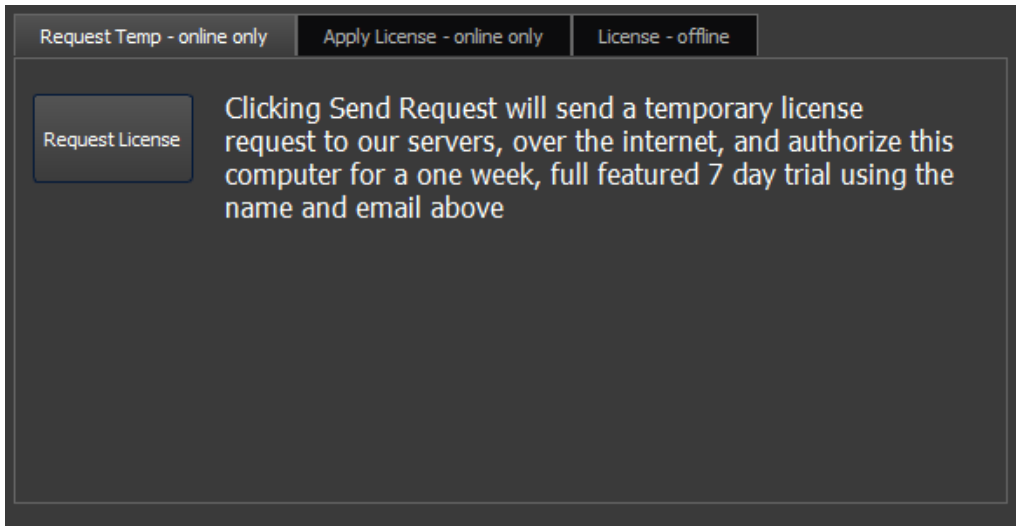 Request Temp - online only
Apply License - online only
License - offline
Request License
Clicking Send Request will send a temporary license
request to our servers, over the internet, and authorize this
computer for a one week, full featured 7 day trial using the
name and email above